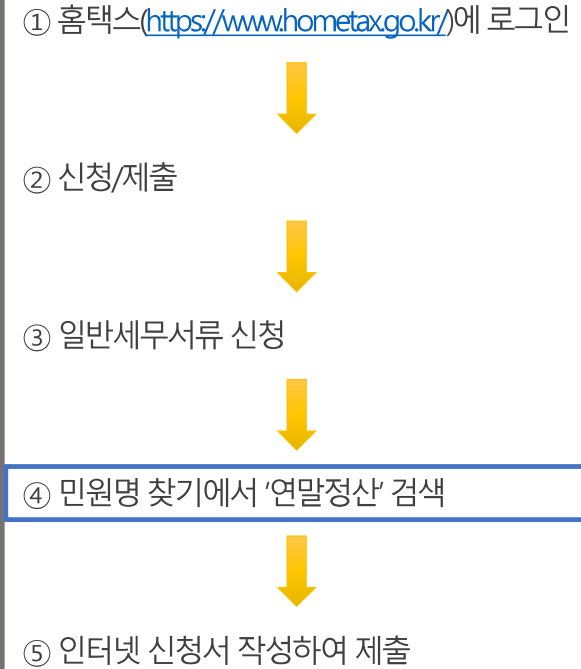 ① 홈택스(https://www.hometax.go.kr/)에 로그인
② 신청/제출
③ 일반세무서류 신청
④ 민원명 찾기에서 '연말정산' 검색
⑤ 인터넷 신청서 작성하여 제출